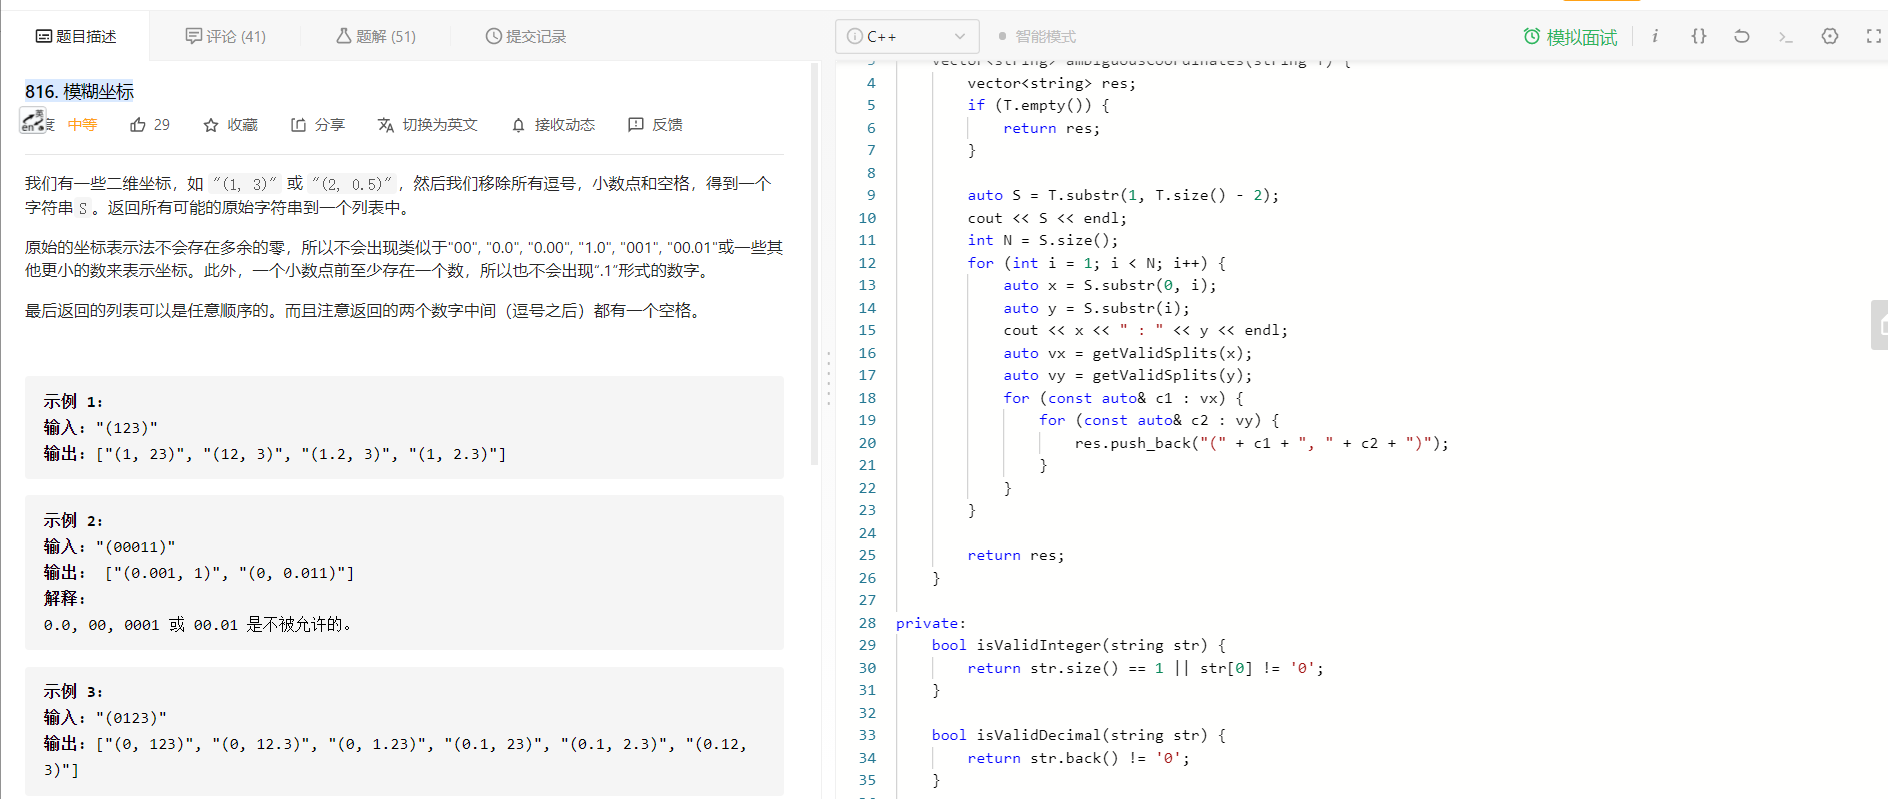 题目描述
评论 (41)
题解 (51)
提交记录
816. 模糊坐标
中等
29
收藏
分享
切换为英文
接收动态
反馈
我们有一些二维坐标，如 "(1, 3)" 或 "(2, 0.5)"，然后我们移除所有逗号，小数点和空格，得到一个
字符串S。返回所有可能的原始字符串到一个列表中。
原始的坐标表示法不会存在多余的零，所以不会出现类似于"00", "0.0", "0.00", "1.0", "001", "00.01"或一些其
他更小的数来表示坐标。此外，一个小数点前至少存在一个数，所以也不会出现“.1”形式的数字。
最后返回的列表可以是任意顺序的。而且注意返回的两个数字中间（逗号之后）都有一个空格。
示例 1:
输入: "(123)"
输出: ["(1, 23)", "(12, 3)", "(1.2, 3)", "(1, 2.3)"]
示例 2:
输入: "(00011)"
输出:  ["(0.001, 1)", "(0, 0.011)"]
解释:
0.0, 00, 0001 或 00.01 是不被允许的。
示例 3:
输入: "(0123)"
输出: ["(0, 123)", "(0, 12.3)", "(0, 1.23)", "(0.1, 23)", "(0.1, 2.3)", "(0.12,
3)"]
C++
智能模式
模拟面试
vector<string> ambiguousCoordinates(string T) {
4 vector<string> res;
5 if (T.empty()) {
6 return res;
7 }
8
9 auto S = T.substr(1, T.size() - 2);
10 cout << S << endl;
11 int N = S.size();
12 for (int i = 1; i < N; i++) {
13 auto x = S.substr(0, i);
14 auto y = S.substr(i);
15 cout << x << " : " << y << endl;
16 auto vx = getValidSplits(x);
17 auto vy = getValidSplits(y);
18 for (const auto& c1 : vx) {
19 for (const auto& c2 : vy) {
20 res.push_back("(" + c1 + ", " + c2 + ")");
21 }
22 }
23 }
24
25 return res;
26 }
27
28 private:
29 bool isValidInteger(string str) {
30 return str.size() == 1 || str[0] != '0';
31 }
32
33 bool isValidDecimal(string str) {
34 return str.back() != '0';
35 }